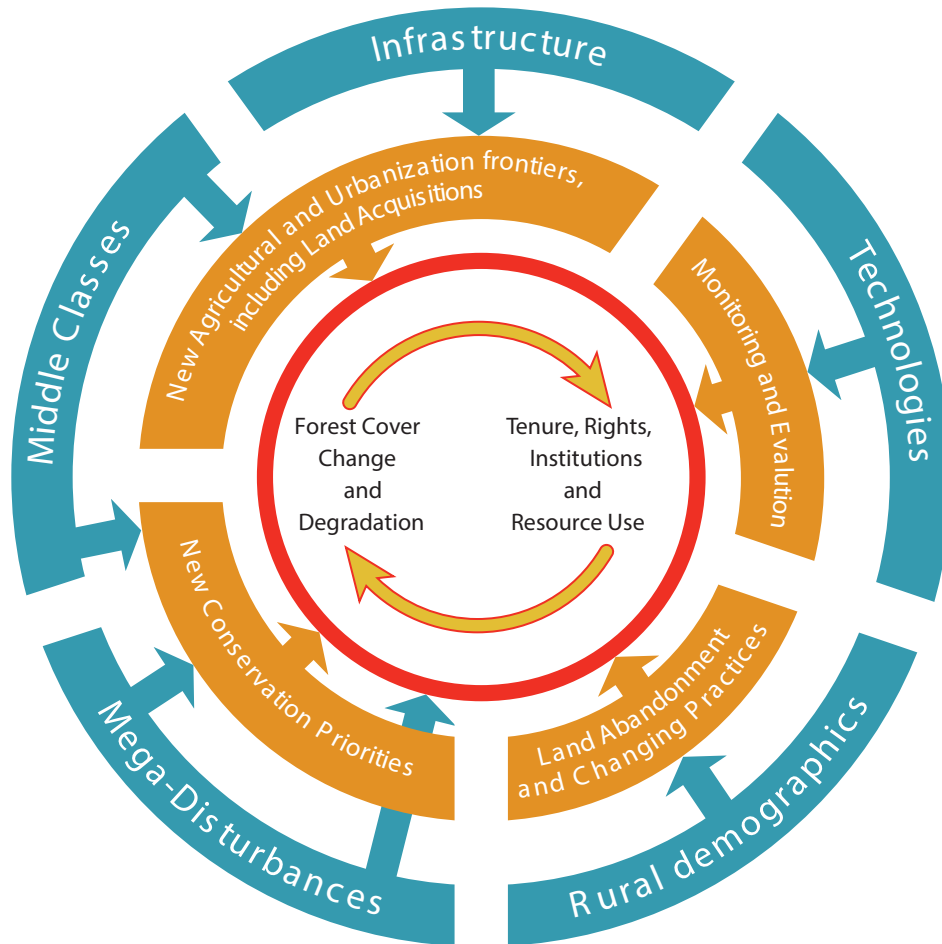 Infrastructure
Technologies
Rural demographics
Mega-Disturbances
Middle Classes
New Agricultural and Urbanization frontiers,
including Land Acquisitions
Monitoring and Evalution
Land Abandonment
and Changing Practices
New Conservation Priorities
Forest Cover
Change
and
Degradation
Tenure, Rights,
Institutions
and
Resource Use